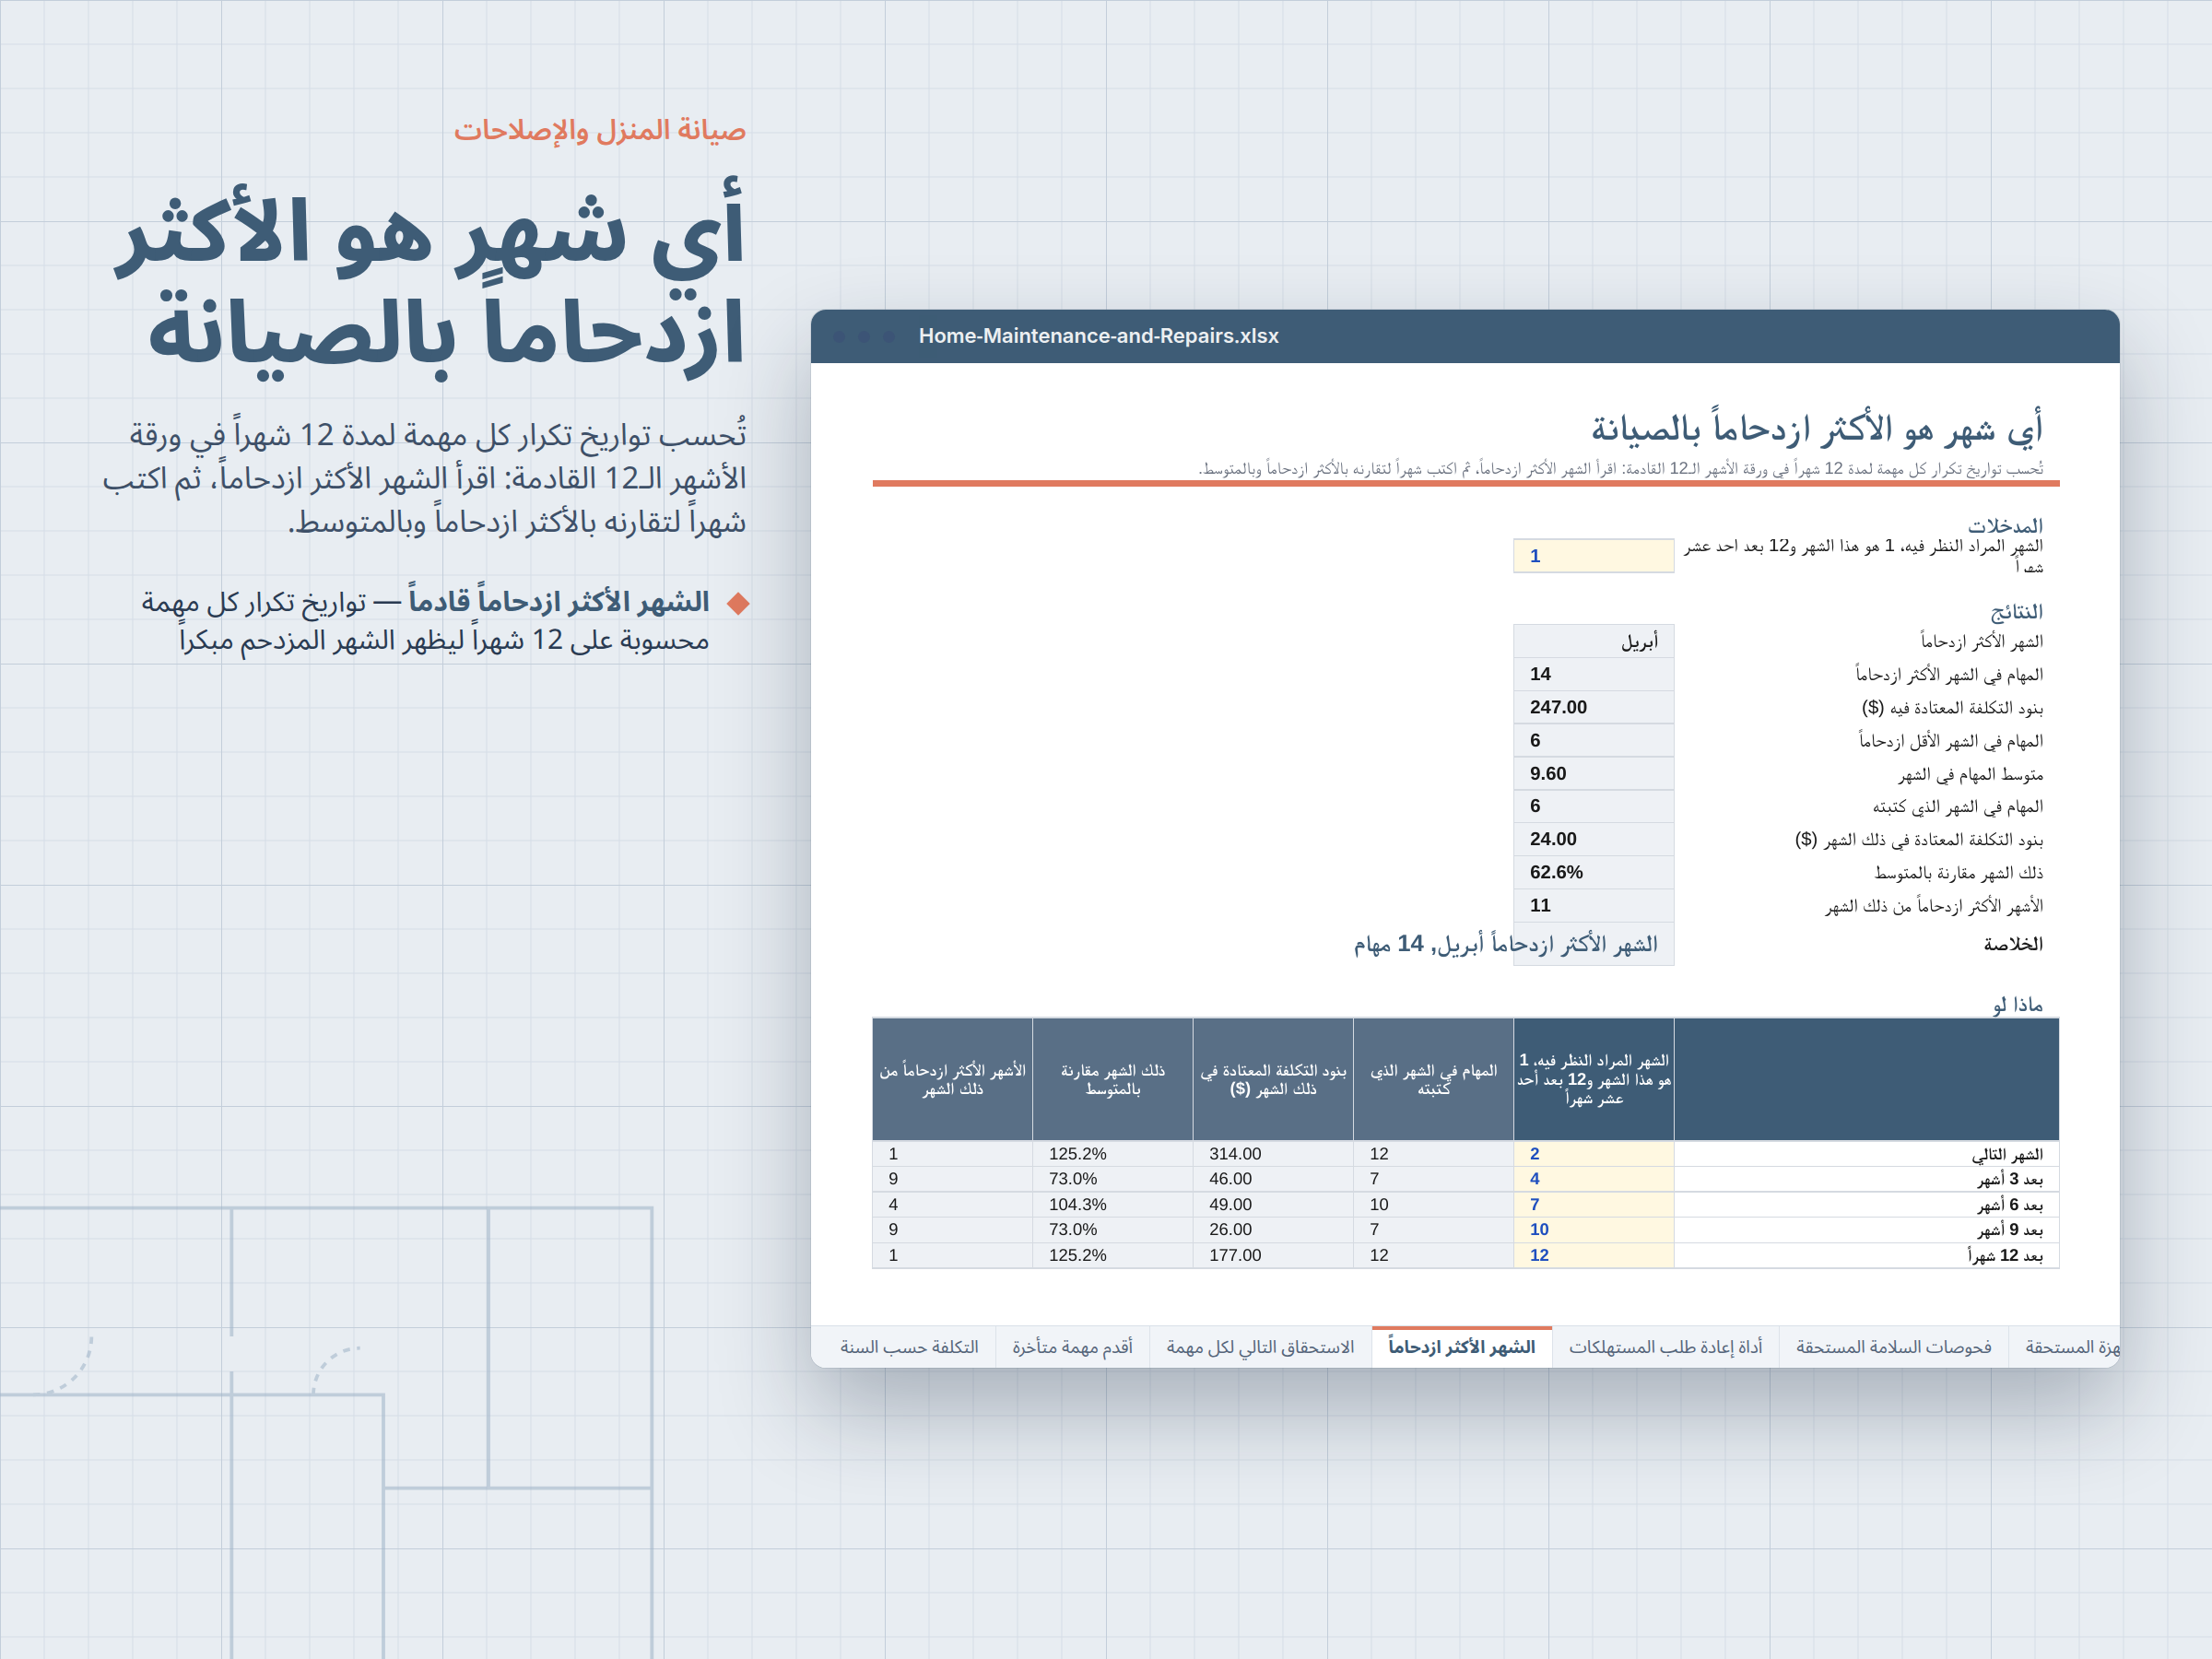 صيانة المنزل والإصلاحات
أي شهر هو الأكثر
ازدحاماً بالصيانة
تُحسب تواريخ تكرار كل مهمة لمدة 12 شهراً في ورقة
الأشهر الـ12 القادمة: اقرأ الشهر الأكثر ازدحاماً، ثم اكتب
شهراً لتقارنه بالأكثر ازدحاماً وبالمتوسط.
الشهر الأكثر ازدحاماً قادماً — تواريخ تكرار كل مهمة
محسوبة على 12 شهراً ليظهر الشهر المزدحم مبكراً
Home-Maintenance-and-Repairs.xlsx
أي شهر هو الأكثر ازدحاماً بالصيانة
تُحسب تواريخ تكرار كل مهمة لمدة 12 شهراً في ورقة الأشهر الـ12 القادمة: اقرأ الشهر الأكثر ازدحاماً، ثم اكتب شهراً لتقارنه بالأكثر ازدحاماً وبالمتوسط.
المدخلات
الشهر المراد النظر فيه، 1 هو هذا الشهر و12 بعد أحد عشر
شهراً
1
النتائج
الشهر الأكثر ازدحاماً أبريل
المهام في الشهر الأكثر ازدحاماً 14
بنود التكلفة المعتادة فيه ($) 247.00
المهام في الشهر الأقل ازدحاماً 6
متوسط المهام في الشهر 9.60
المهام في الشهر الذي كتبته 6
بنود التكلفة المعتادة في ذلك الشهر ($) 24.00
ذلك الشهر مقارنة بالمتوسط 62.6%
الأشهر الأكثر ازدحاماً من ذلك الشهر 11
الخلاصة الشهر الأكثر ازدحاماً أبريل, 14 مهام
ماذا لو
الشهر المراد النظر فيه، 1
هو هذا الشهر و12 بعد أحد
عشر شهراً
المهام في الشهر الذي
كتبته
بنود التكلفة المعتادة في
ذلك الشهر ($)
ذلك الشهر مقارنة
بالمتوسط
الأشهر الأكثر ازدحاماً من
ذلك الشهر
الشهر التالي 2 12 314.00 125.2% 1
بعد 3 أشهر 4 7 46.00 73.0% 9
بعد 6 أشهر 7 10 49.00 104.3% 4
بعد 9 أشهر 10 7 26.00 73.0% 9
بعد 12 شهراً 12 12 177.00 125.2% 1
المستحقة فحوصات السلامة المستحقة أداة إعادة طلب المستهلكات الشهر الأكثر ازدحاماً الاستحقاق التالي لكل مهمة أقدم مهمة متأخرة التكلفة حسب السنة